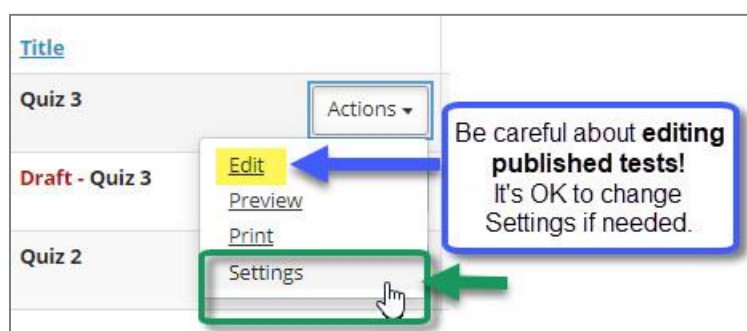 Title
Quiz 3
Actions
Draft - Quiz 3
Edit
Preview
Print
Quiz 2
Settings
Be careful about editing
published tests!
It's OK to change
Settings if needed.